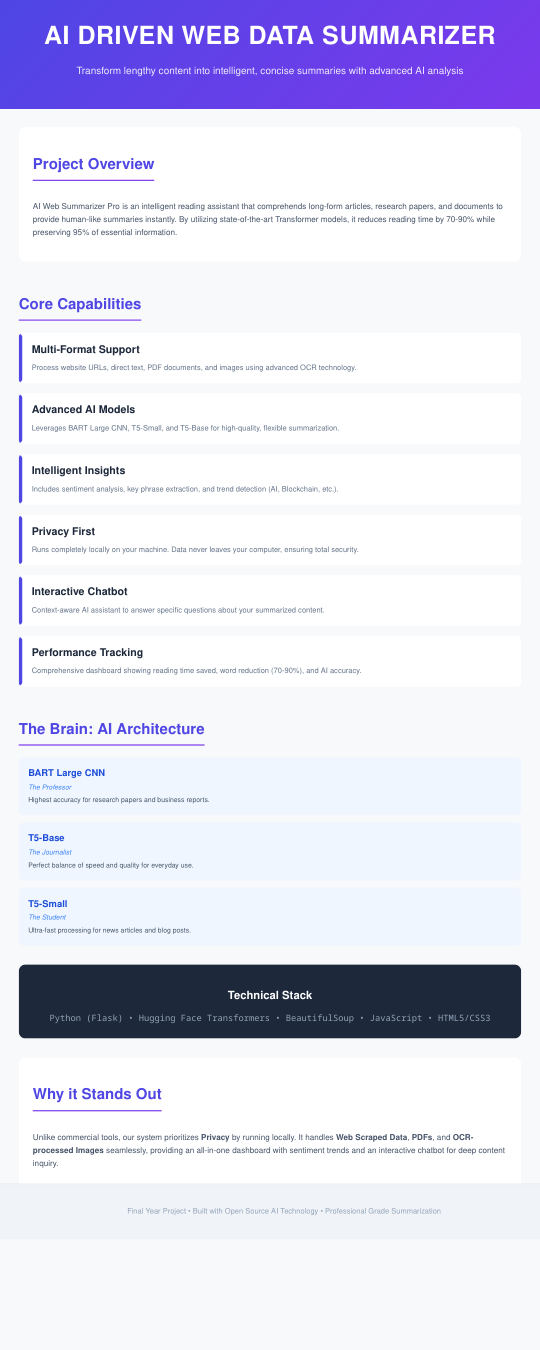 AI DRIVEN WEB DATA SUMMARIZER
Transform lengthy content into intelligent, concise summaries with advanced AI analysis
Project Overview
AI Web Summarizer Pro is an intelligent reading assistant that comprehends long-form articles, research papers, and documents to
provide human-like summaries instantly. By utilizing state-of-the-art Transformer models, it reduces reading time by 70-90% while
preserving 95% of essential information.
Core Capabilities
Multi-Format Support
Process website URLs, direct text, PDF documents, and images using advanced OCR technology.
Advanced AI Models
Leverages BART Large CNN, T5-Small, and T5-Base for high-quality, flexible summarization.
Intelligent Insights
Includes sentiment analysis, key phrase extraction, and trend detection (AI, Blockchain, etc.).
Privacy First
Runs completely locally on your machine. Data never leaves your computer, ensuring total security.
Interactive Chatbot
Context-aware AI assistant to answer specific questions about your summarized content.
Performance Tracking
Comprehensive dashboard showing reading time saved, word reduction (70-90%), and AI accuracy.
The Brain: AI Architecture
BART Large CNN
The Professor
Highest accuracy for research papers and business reports.
T5-Base
The Journalist
Perfect balance of speed and quality for everyday use.
T5-Small
The Student
Ultra-fast processing for news articles and blog posts.
Technical Stack
Python (Flask) • Hugging Face Transformers • BeautifulSoup • JavaScript • HTML5/CSS3
Why it Stands Out
Unlike commercial tools, our system prioritizes Privacy by running locally. It handles Web Scraped Data, PDFs, and OCR-
processed Images seamlessly, providing an all-in-one dashboard with sentiment trends and an interactive chatbot for deep content
inquiry.
Final Year Project • Built with Open Source AI Technology • Professional Grade Summarization